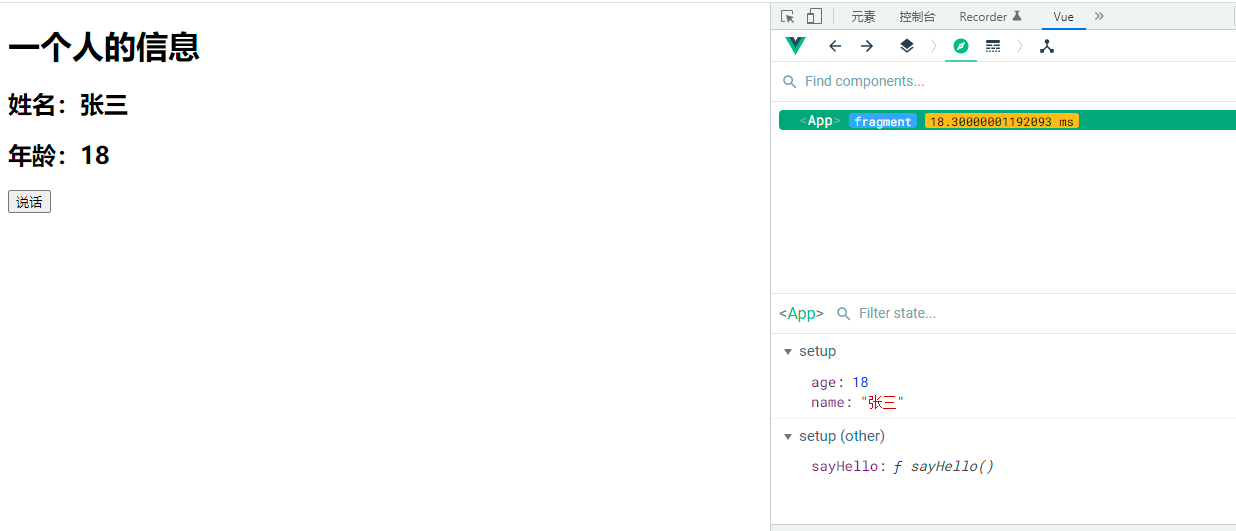 一个人的信息
姓名：张三
年龄：18
说话
元素 控制台 Recorder Vue »
Find components...
<App> fragment 18.30000001192093 ms
<App> Filter state...
setup
age: 18
name: "张三"
setup (other)
sayHello: ƒ sayHello()